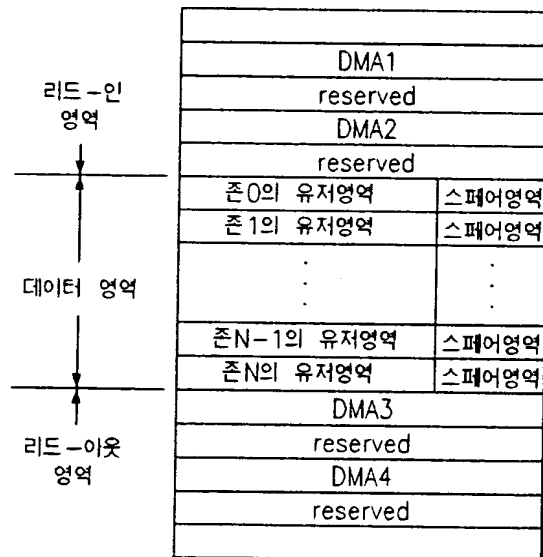 DMA1
reserved
DMA2
reserved
리드-인
영역
존0의 유저영역 스페어영역
존1의 유저영역 스페어영역
데이터 영역
존N-1의 유저영역 스페어영역
존N의 유저영역 스페어영역
리드-아웃
영역
DMA3
reserved
DMA4
reserved